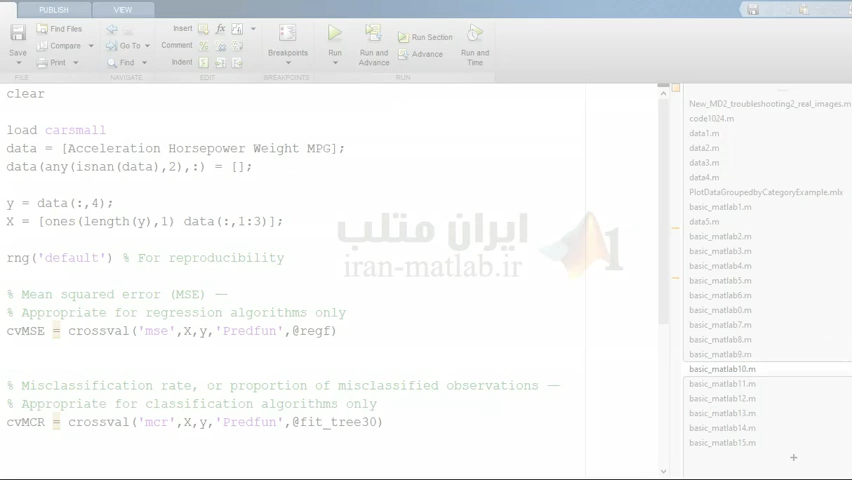 PUBLISH VIEW
Save
Find Files
Compare
Print
Go To
Find
Insert
Comment
Indent
fx
Breakpoints
Run
Run and Advance
Run Section
Advance
Run and Time
FILE NAVIGATE EDIT BREAKPOINTS RUN
clear
load carsmall
data = [Acceleration Horsepower Weight MPG];
data(any(isnan(data),2),:) = [];
y = data(:,4);
X = [ones(length(y),1) data(:,1:3)];
rng('default') % For reproducibility
% Mean squared error (MSE) —
% Appropriate for regression algorithms only
cvMSE = crossval('mse',X,y,'Predfun',@regf)
% Misclassification rate, or proportion of misclassified observations —
% Appropriate for classification algorithms only
cvMCR = crossval('mcr',X,y,'Predfun',@fit_tree30)
ایران متلب
iran-matlab.ir
1
New_MD2_troubleshooting2_real_images.m
code1024.m
data1.m
data2.m
data3.m
data4.m
PlotDataGroupedbyCategoryExample.mlx
basic_matlab1.m
data5.m
basic_matlab2.m
basic_matlab3.m
basic_matlab4.m
basic_matlab5.m
basic_matlab6.m
basic_matlab0.m
basic_matlab7.m
basic_matlab8.m
basic_matlab9.m
basic_matlab10.m
basic_matlab11.m
basic_matlab12.m
basic_matlab13.m
basic_matlab14.m
basic_matlab15.m